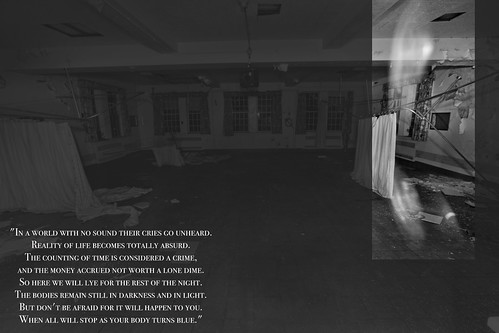 "In a world with no sound their cries go unheard.
Reality of life becomes totally absurd.
The counting of time is considered a crime,
and the money accrued not worth a lone dime.
So here we will lye for the rest of the night.
The bodies remain still in darkness and in light.
But don't be afraid for it will happen to you.
When all will stop as your body turns blue."